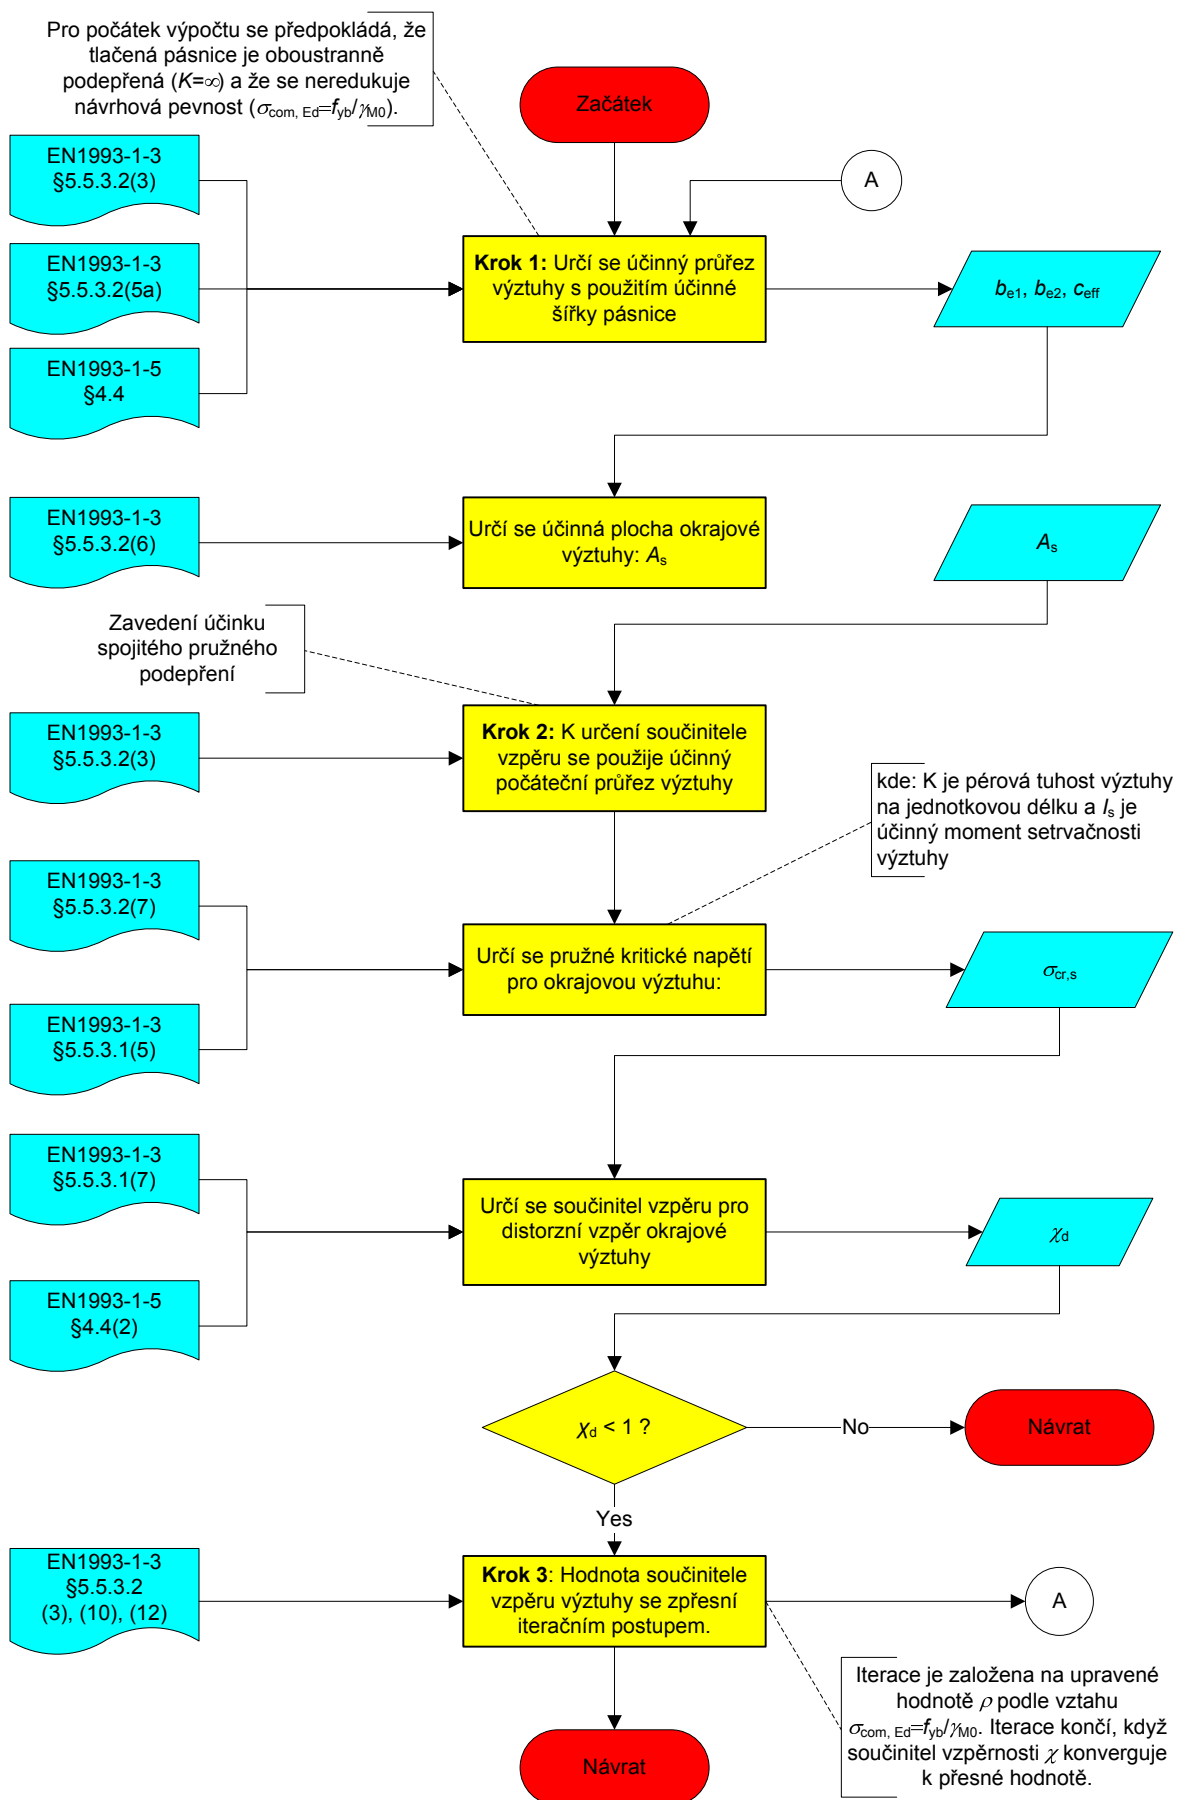 Pro počátek výpočtu se předpokládá, že
tlačená pásnice je oboustranně
podepřená (K=∞) a že se neredukuje
návrhová pevnost (σcom, Ed=fyb/γM0).
Začátek
EN1993-1-3
§5.5.3.2(3)
A
EN1993-1-3
§5.5.3.2(5a)
Krok 1: Určí se účinný průřez
výztuhy s použitím účinné
šířky pásnice
be1, be2, ceff
EN1993-1-5
§4.4
EN1993-1-3
§5.5.3.2(6)
Určí se účinná plocha okrajové
výztuhy: As
As
Zavedení účinku
spojitého pružného
podepření
EN1993-1-3
§5.5.3.2(3)
Krok 2: K určení součinitele
vzpěru se použije účinný
počáteční průřez výztuhy
kde: K je pérová tuhost výztuhy
na jednotkovou délku a Is je
účinný moment setrvačnosti
výztuhy
EN1993-1-3
§5.5.3.2(7)
Určí se pružné kritické napětí
pro okrajovou výztuhu:
σcr,s
EN1993-1-3
§5.5.3.1(5)
EN1993-1-3
§5.5.3.1(7)
Určí se součinitel vzpěru pro
distorzní vzpěr okrajové
výztuhy
χd
EN1993-1-5
§4.4(2)
χd < 1 ?
No
Návrat
Yes
EN1993-1-3
§5.5.3.2
(3), (10), (12)
Krok 3: Hodnota součinitele
vzpěru výztuhy se zpřesní
iteračním postupem.
A
Iterace je založena na upravené
hodnotě ρ podle vztahu
σcom, Ed=fyb/γM0. Iterace končí, když
součinitel vzpěrnosti χ konverguje
k přesné hodnotě.
Návrat